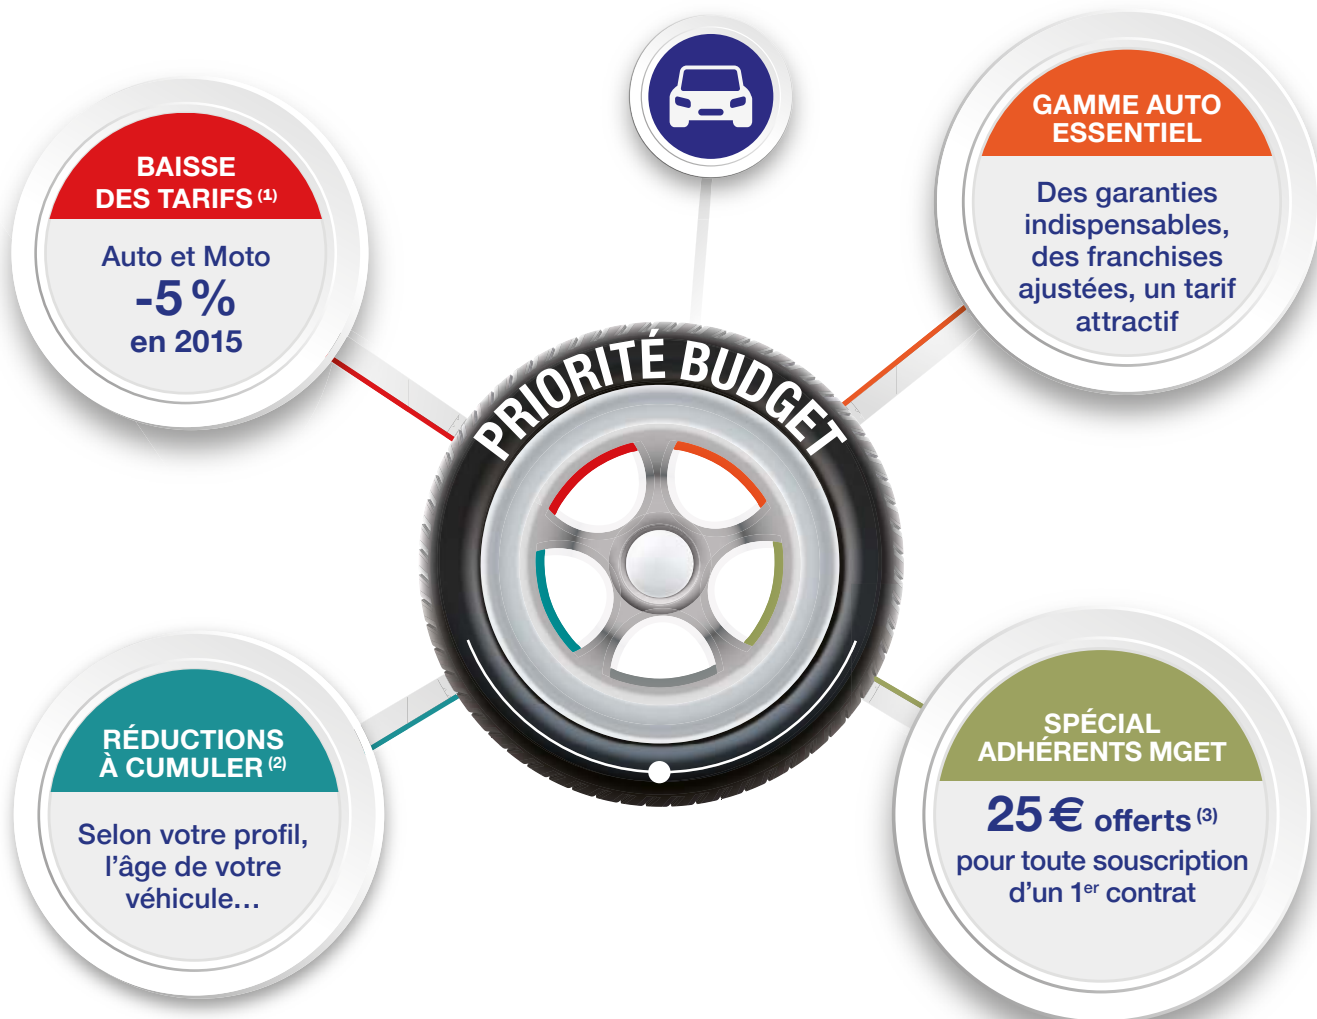 BAISSE
DES TARIFS (1)
Auto et Moto
-5 %
en 2015
GAMME AUTO
ESSENTIEL
Des garanties
indispensables,
des franchises
ajustées, un tarif
attractif
PRIORITÉ BUDGET
RÉDUCTIONS
À CUMULER (2)
Selon votre profil,
l'âge de votre
véhicule…
SPÉCIAL
ADHÉRENTS MGET
25 € offerts (3)
pour toute souscription
d'un 1er contrat